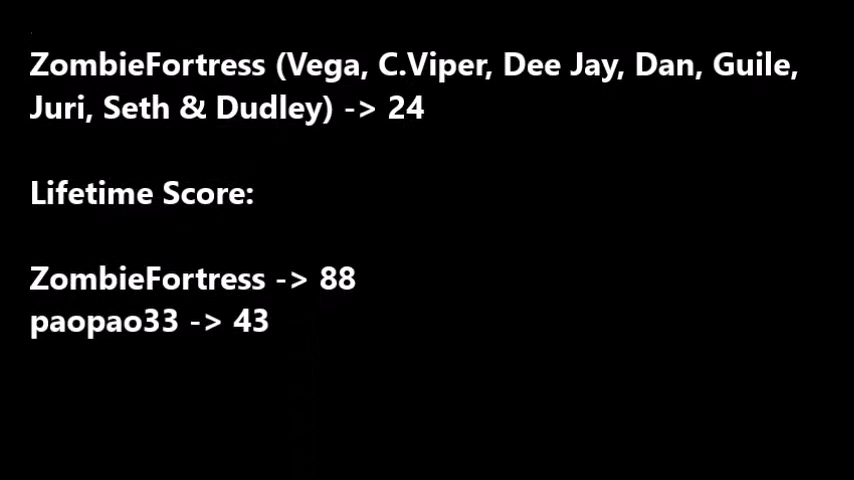 ZombieFortress (Vega, C.Viper, Dee Jay, Dan, Guile,
Juri, Seth & Dudley) -> 24
Lifetime Score:
ZombieFortress -> 88
paopao33 -> 43